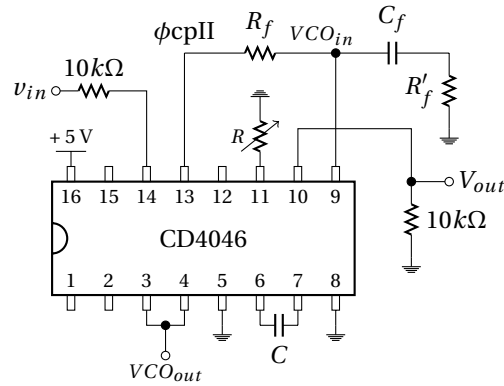 ϕcpII
R_f
VCO_in
C_f
10kΩ
v_in
R'_f
R
+5V
16 15 14 13 12 11 10 9
V_out
10kΩ
CD4046
1 2 3 4 5 6 7 8
VCO_out
C